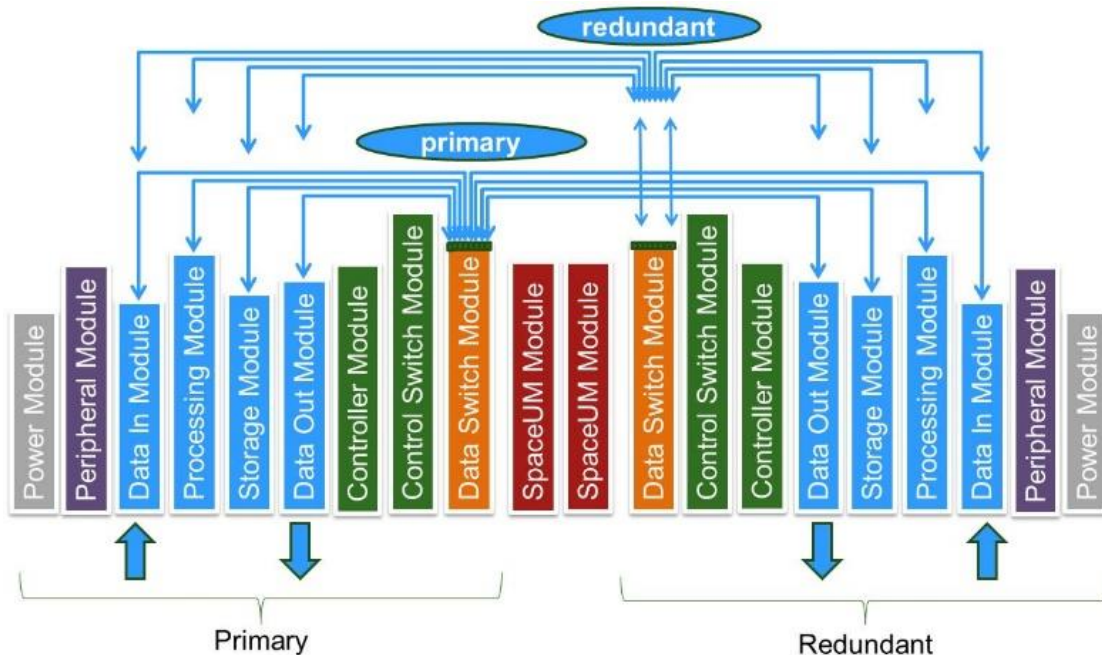 redundant
primary
Power Module
Peripheral Module
Data In Module
Processing Module
Storage Module
Data Out Module
Controller Module
Control Switch Module
Data Switch Module
SpaceUM Module
SpaceUM Module
Data Switch Module
Control Switch Module
Controller Module
Data Out Module
Storage Module
Processing Module
Data In Module
Peripheral Module
Power Module
Primary
Redundant